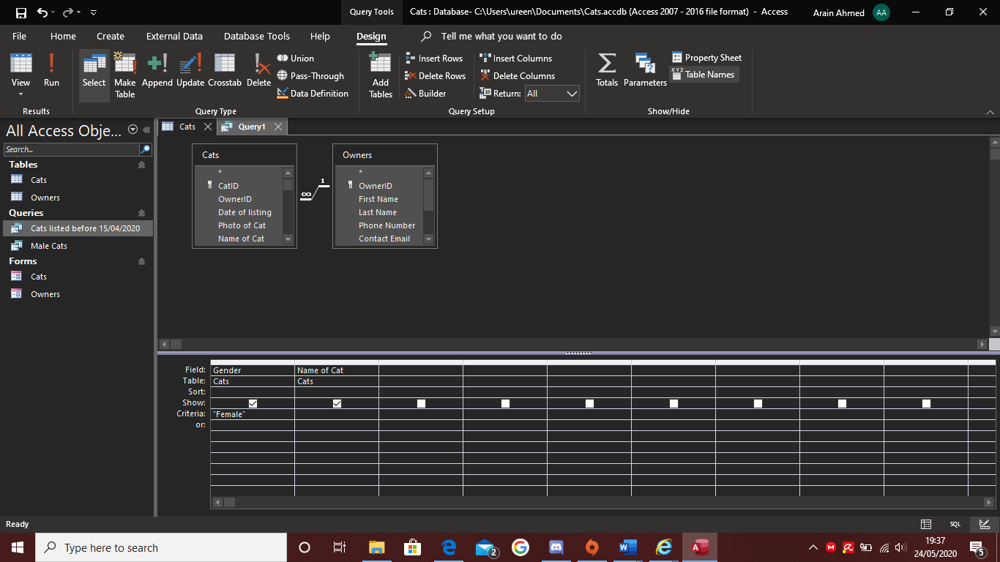 Query Tools
Cats : Database- C:\Users\ureen\Documents\Cats.accdb (Access 2007 - 2016 file format) - Access
Arain Ahmed
AA
File
Home
Create
External Data
Database Tools
Help
Design
Tell me what you want to do
View
Run
Select
Make Table
Append
Update
Crosstab
Delete
Union
Pass-Through
Data Definition
Add Tables
Insert Rows
Delete Rows
Builder
Insert Columns
Delete Columns
Return: All
Totals
Parameters
Property Sheet
XYZ
Table Names
Results
Query Type
Query Setup
Show/Hide
All Access Obje...
Search...
Tables
Cats
Owners
Queries
Cats listed before 15/04/2020
Male Cats
Forms
Cats
Owners
Cats
Query1
Cats
*
CatID
OwnerID
Date of listing
Photo of Cat
Name of Cat
∞
1
Owners
*
OwnerID
First Name
Last Name
Phone Number
Contact Email
Field: Gender Name of Cat
Table: Cats Cats
Sort:
Show:
Criteria: "Female"
or:
Ready
SQL
Type here to search
2
19:37
24/05/2020
5